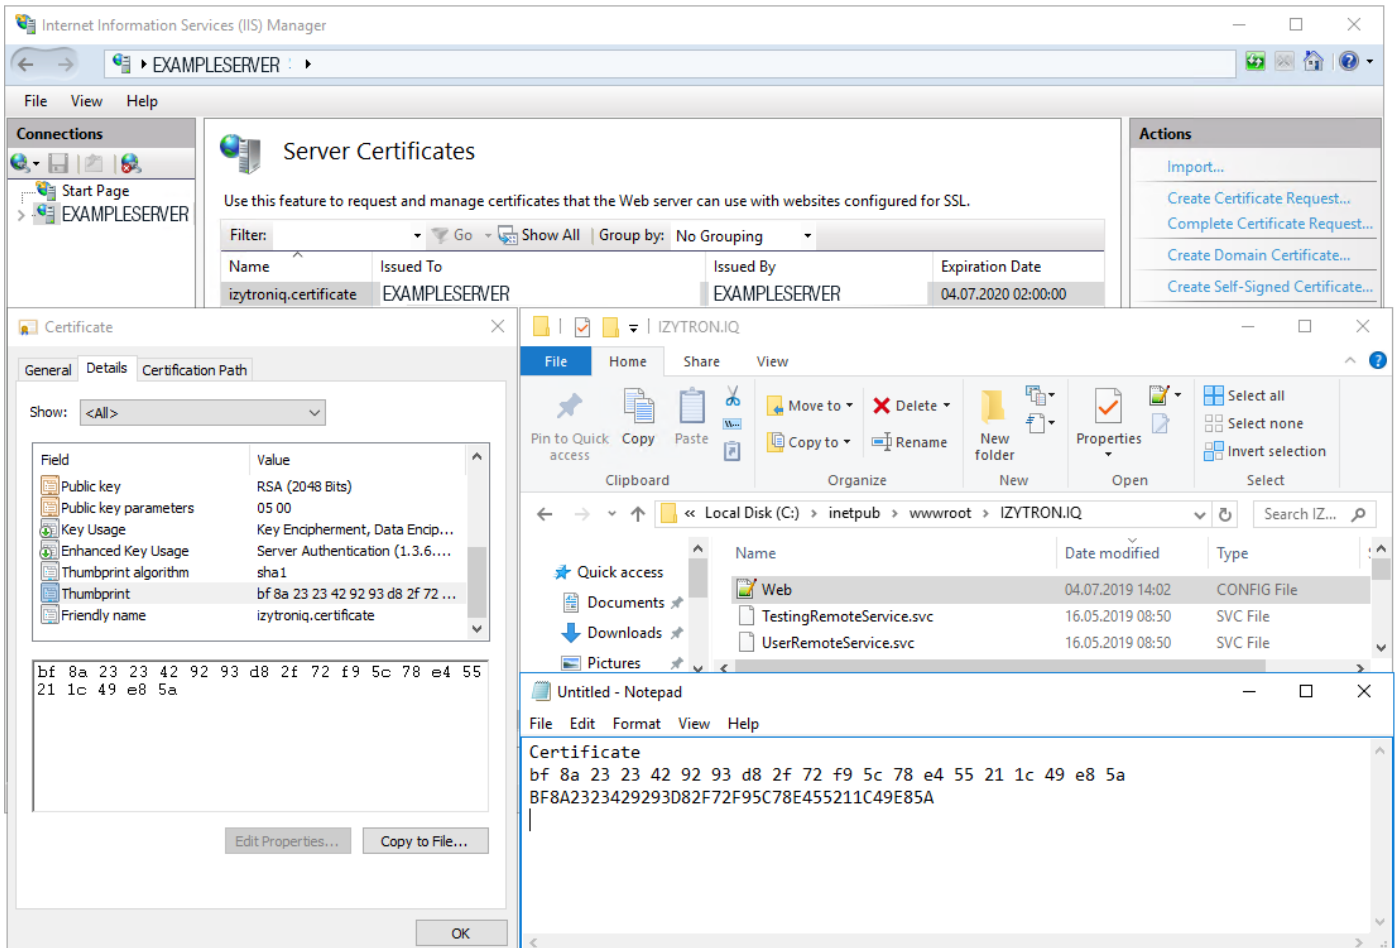 Internet Information Services (IIS) Manager
EXAMPLESERVER
File View Help
Connections
Start Page
EXAMPLESERVER
Server Certificates
Use this feature to request and manage certificates that the Web server can use with websites configured for SSL.
Filter: Go Show All Group by: No Grouping
Name Issued To Issued By Expiration Date
izytroniq.certificate EXAMPLESERVER EXAMPLESERVER 04.07.2020 02:00:00
Actions
Import...
Create Certificate Request...
Complete Certificate Request...
Create Domain Certificate...
Create Self-Signed Certificate...
Certificate
General Details Certification Path
Show: <All>
Field Value
Public key RSA (2048 Bits)
Public key parameters 05 00
Key Usage Key Encipherment, Data Encip...
Enhanced Key Usage Server Authentication (1.3.6....
Thumbprint algorithm sha1
Thumbprint bf 8a 23 23 42 92 93 d8 2f 72 ...
Friendly name izytroniq.certificate
bf 8a 23 23 42 92 93 d8 2f 72 f9 5c 78 e4 55
21 1c 49 e8 5a
Edit Properties... Copy to File...
OK
IZYTRON.IQ
File Home Share View
Pin to Quick access
Copy
Paste
Clipboard
Move to
Copy to
Delete
Rename
Organize
New folder
New
Properties
Open
Select all
Select none
Invert selection
Select
« Local Disk (C:) › inetpub › wwwroot › IZYTRON.IQ
Search IZ...
Quick access
Documents
Downloads
Pictures
Name Date modified Type
Web 04.07.2019 14:02 CONFIG File
TestingRemoteService.svc 16.05.2019 08:50 SVC File
UserRemoteService.svc 16.05.2019 08:50 SVC File
Untitled - Notepad
File Edit Format View Help
Certificate
bf 8a 23 23 42 92 93 d8 2f 72 f9 5c 78 e4 55 21 1c 49 e8 5a
BF8A2323429293D82F72F95C78E455211C49E85A